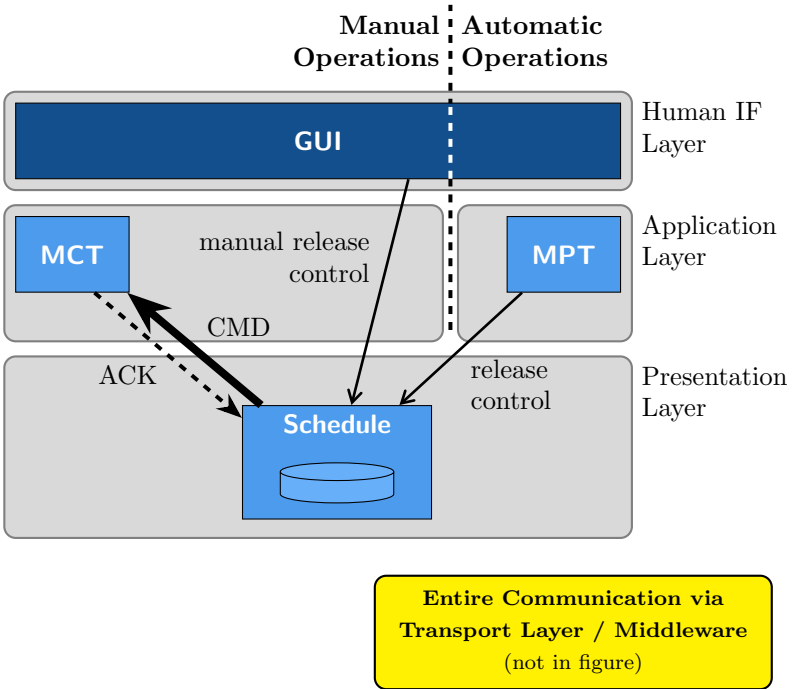 Manual
Operations
Automatic
Operations
GUI
Human IF
Layer
MCT
manual release
control
MPT
Application
Layer
CMD
ACK
release
control
Presentation
Layer
Schedule
Entire Communication via
Transport Layer / Middleware
(not in figure)